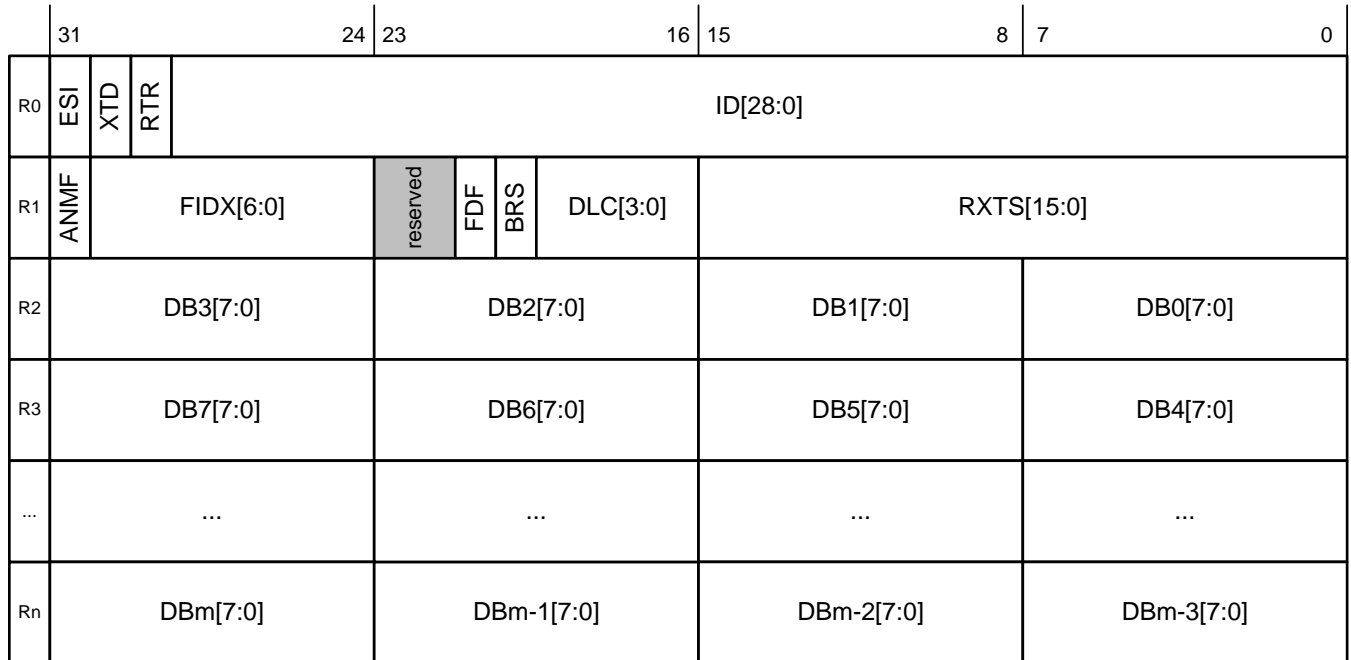 31 24 23 16 15 8 7 0
R0 ESI XTD RTR ID[28:0]
R1 ANMF FIDX[6:0] reserved FDF BRS DLC[3:0] RXTS[15:0]
R2 DB3[7:0] DB2[7:0] DB1[7:0] DB0[7:0]
R3 DB7[7:0] DB6[7:0] DB5[7:0] DB4[7:0]
... ... ... ... ...
Rn DBm[7:0] DBm-1[7:0] DBm-2[7:0] DBm-3[7:0]